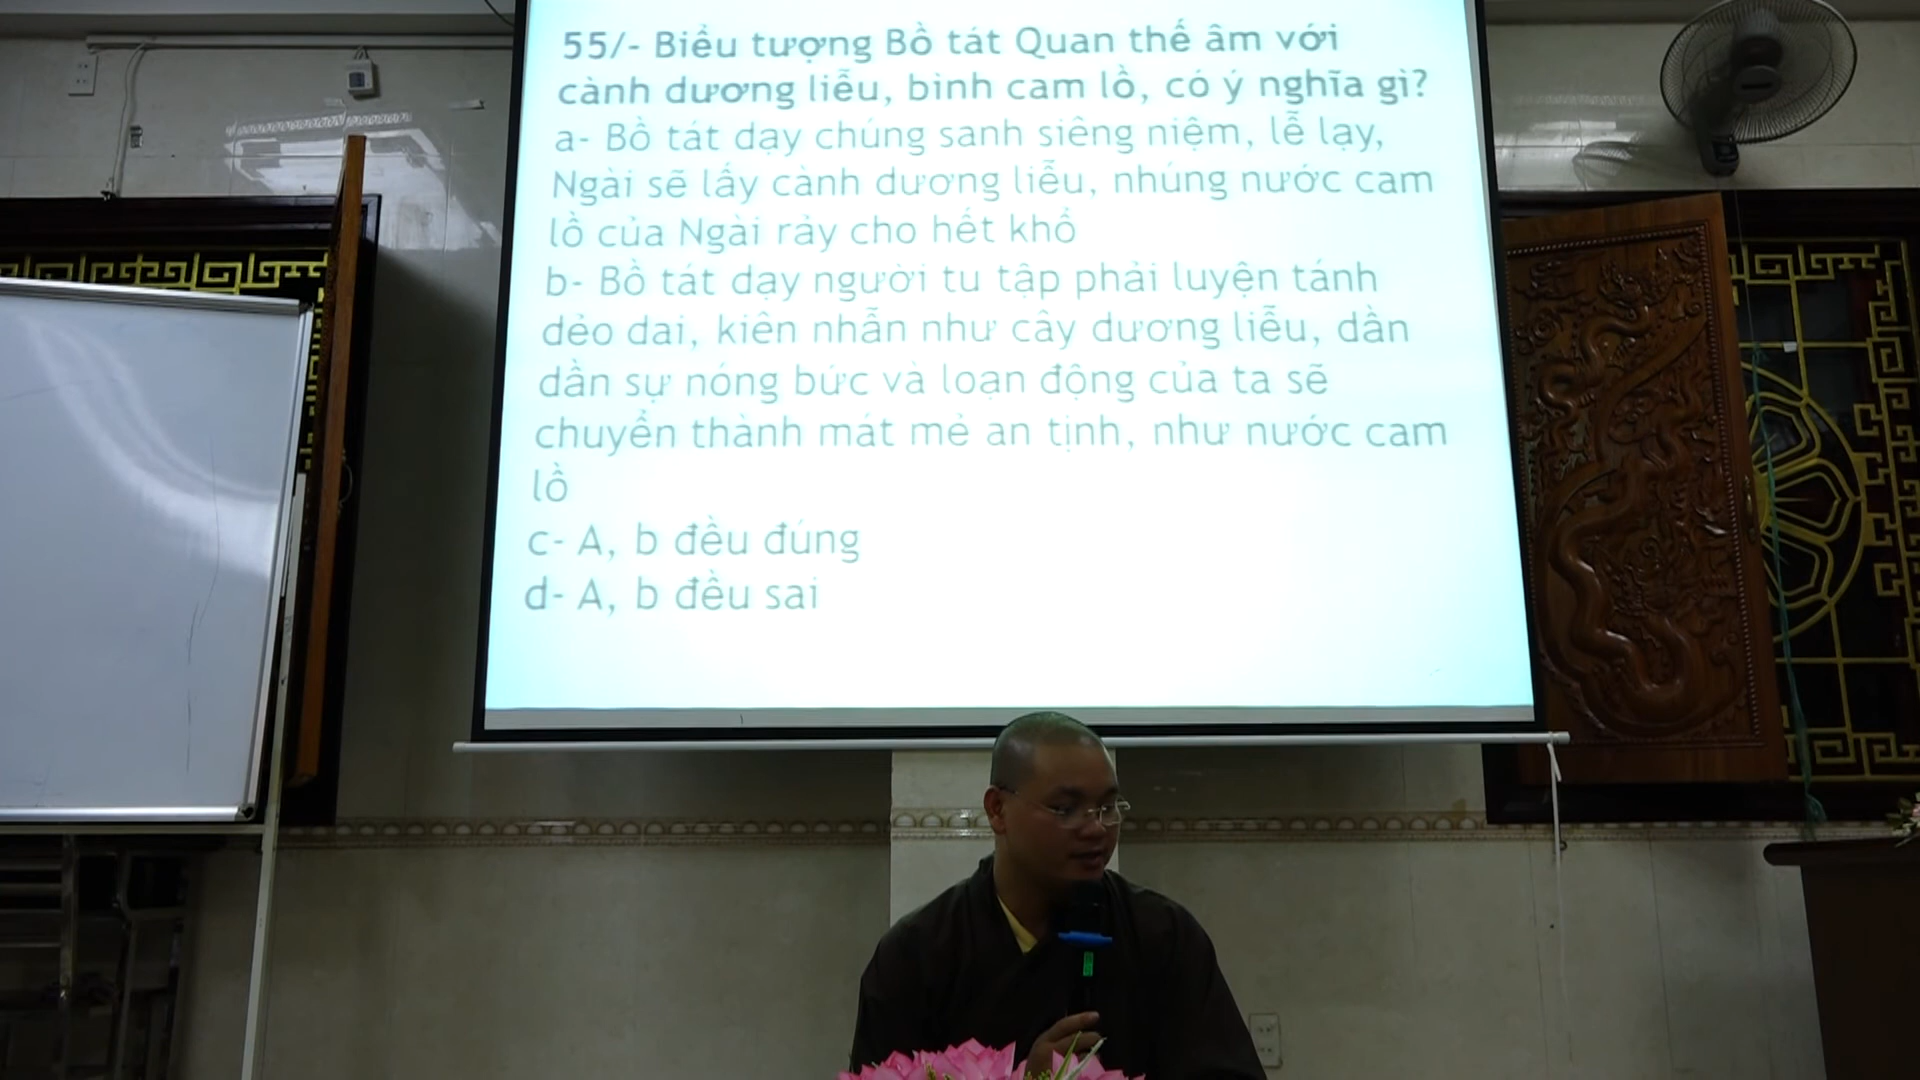 55/- Biểu tượng Bồ tát Quan thế âm với
cành dương liễu, bình cam lồ, có ý nghĩa gì?
a- Bồ tát dạy chúng sanh siêng niệm, lễ lạy,
Ngài sẽ lấy cành dương liễu, nhúng nước cam
lồ của Ngài rảy cho hết khổ
b- Bồ tát dạy người tu tập phải luyện tánh
dẻo dai, kiên nhẫn như cây dương liễu, dần
dần sự nóng bức và loạn động của ta sẽ
chuyển thành mát mẻ an tịnh, như nước cam
lồ
c- A, b đều đúng
d- A, b đều sai